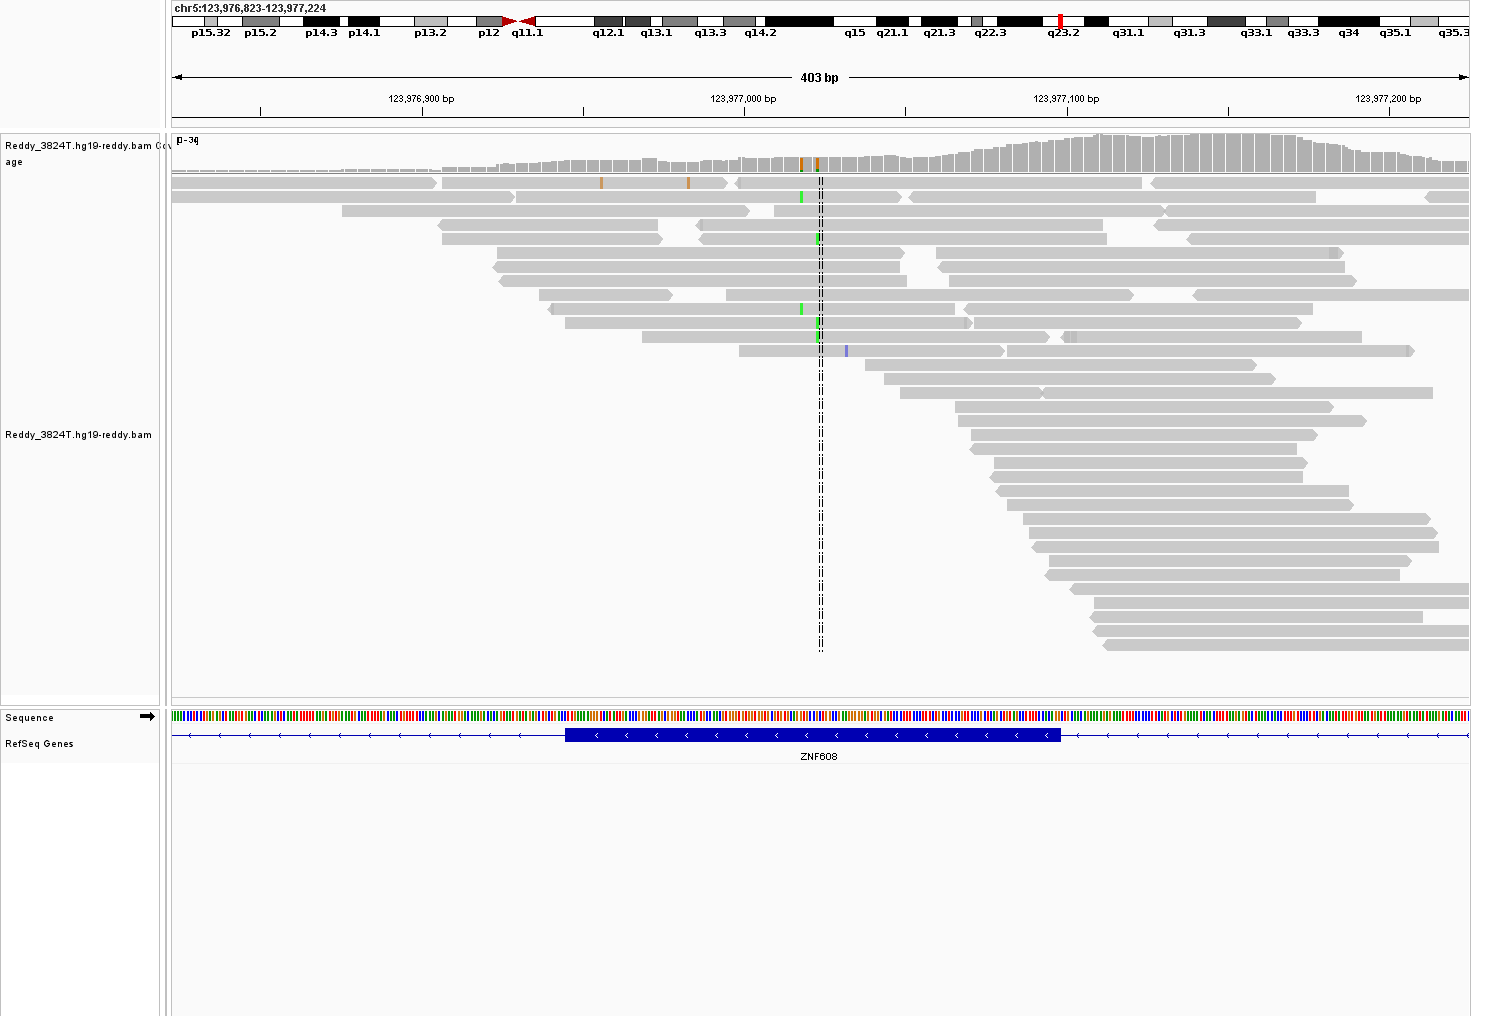 chr5:123,976,823-123,977,224
p15.32 p15.2 p14.3 p14.1 p13.2 p12 q11.1 q12.1 q13.1 q13.3 q14.2 q15 q21.1 q21.3 q22.3 q23.2 q31.1 q31.3 q33.1 q33.3 q34 q35.1 q35.3
403 bp
123,976,900 bp 123,977,000 bp 123,977,100 bp 123,977,200 bp
Reddy_3824T.hg19-reddy.bam Cov
age
[0-34]
Reddy_3824T.hg19-reddy.bam
Sequence
RefSeq Genes
ZNF608